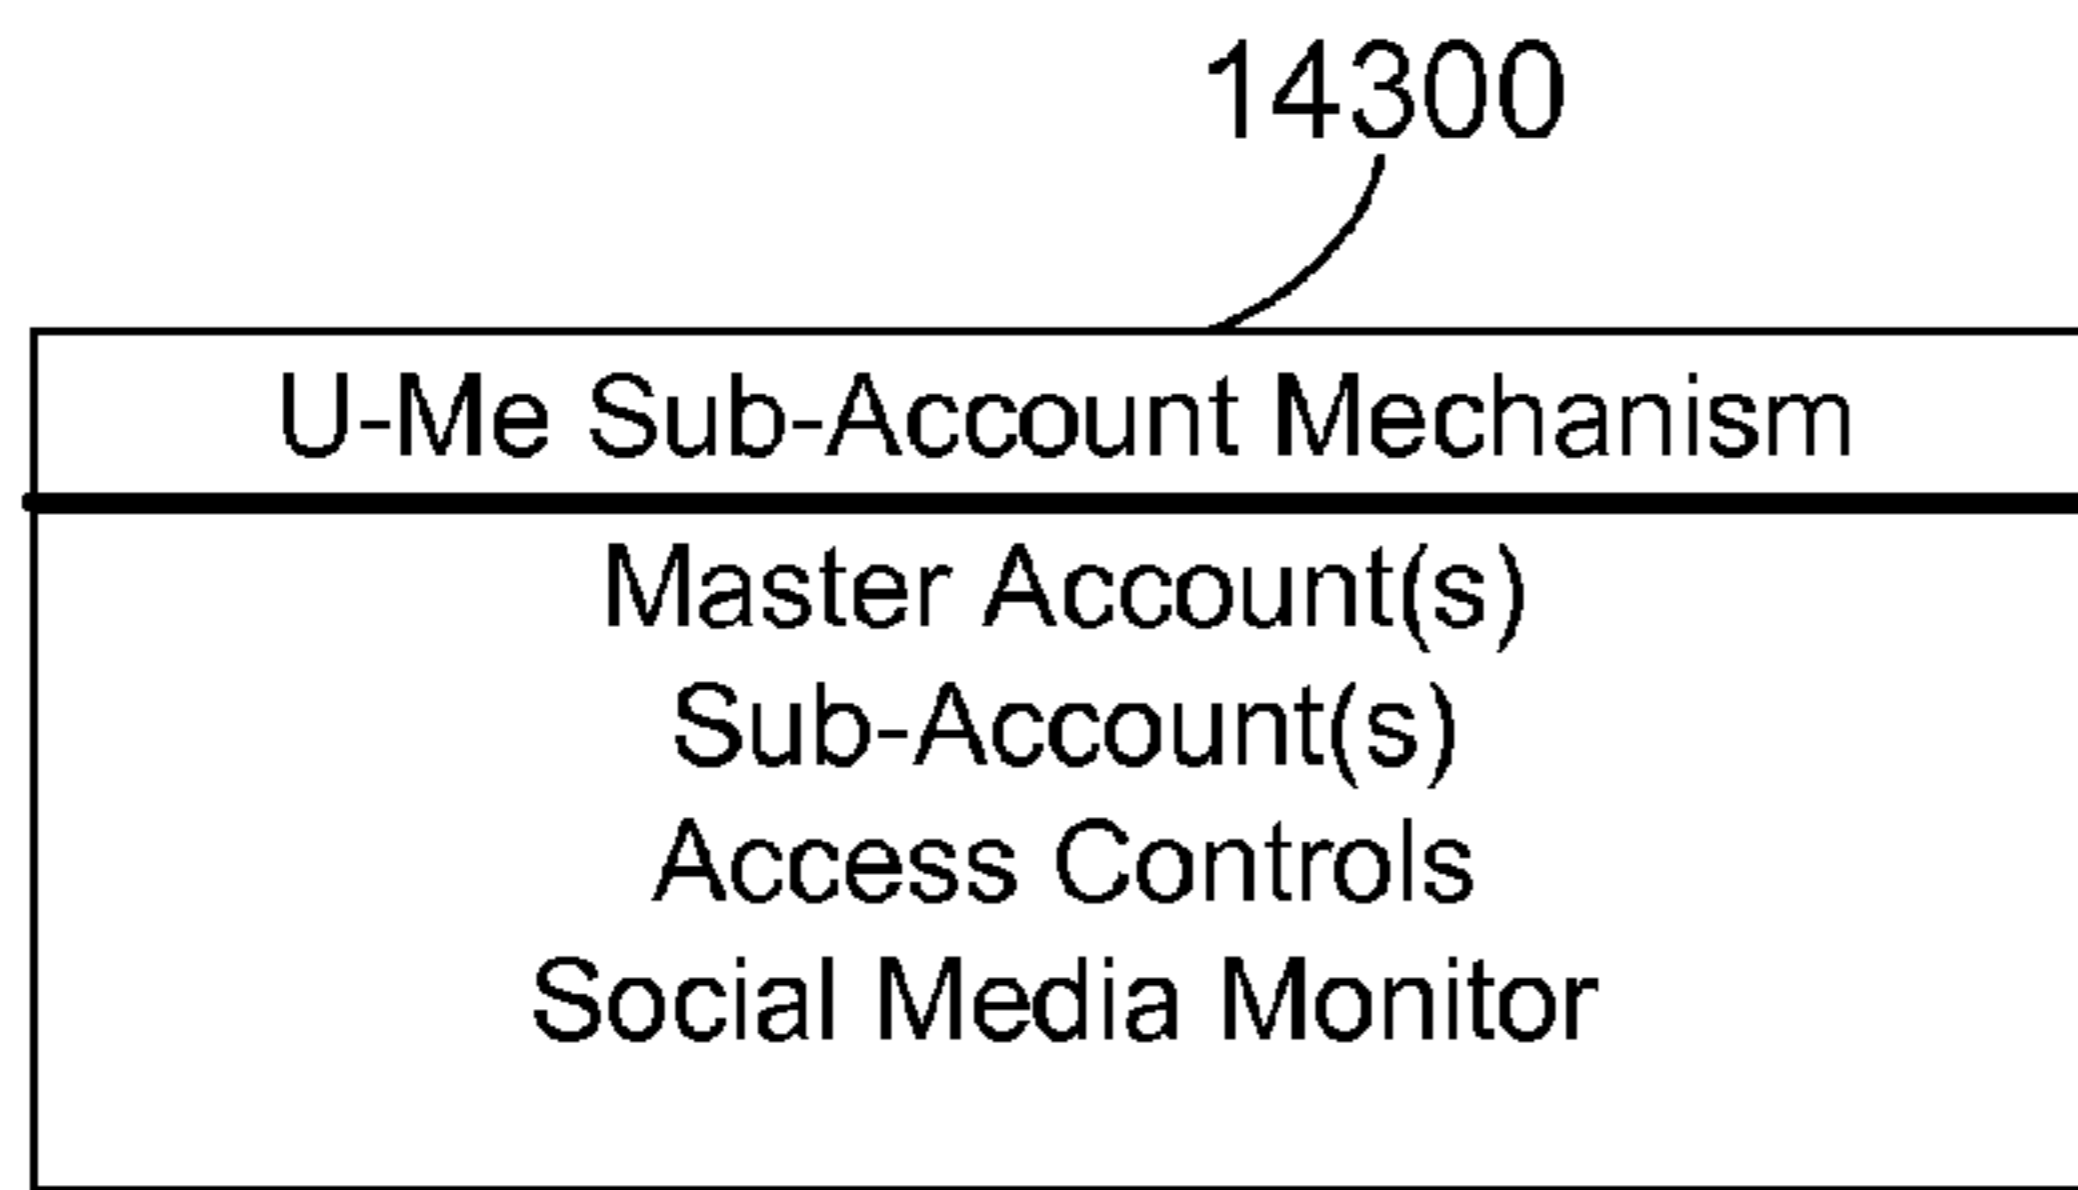 14300
U-Me Sub-Account Mechanism
Master Account(s)
Sub-Account(s)
Access Controls
Social Media Monitor